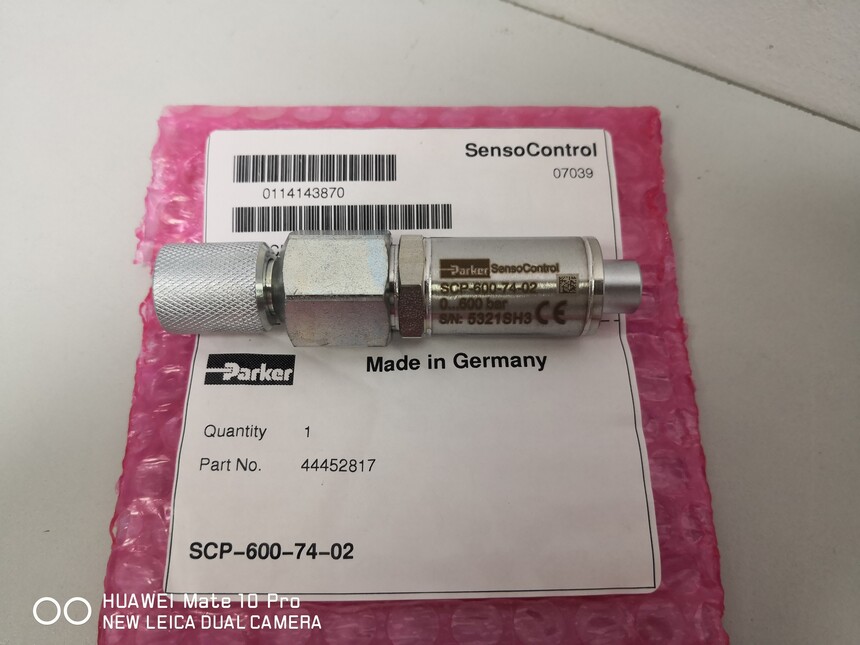 SensoControl
07039
0114143870
Parker SensoControl
SCP-600-74-02
0...600 bar
S/N: 5321SH3 CE
Parker
Made in Germany
Quantity 1
Part No. 44452817
SCP-600-74-02
HUAWEI Mate 10 Pro
NEW LEICA DUAL CAMERA